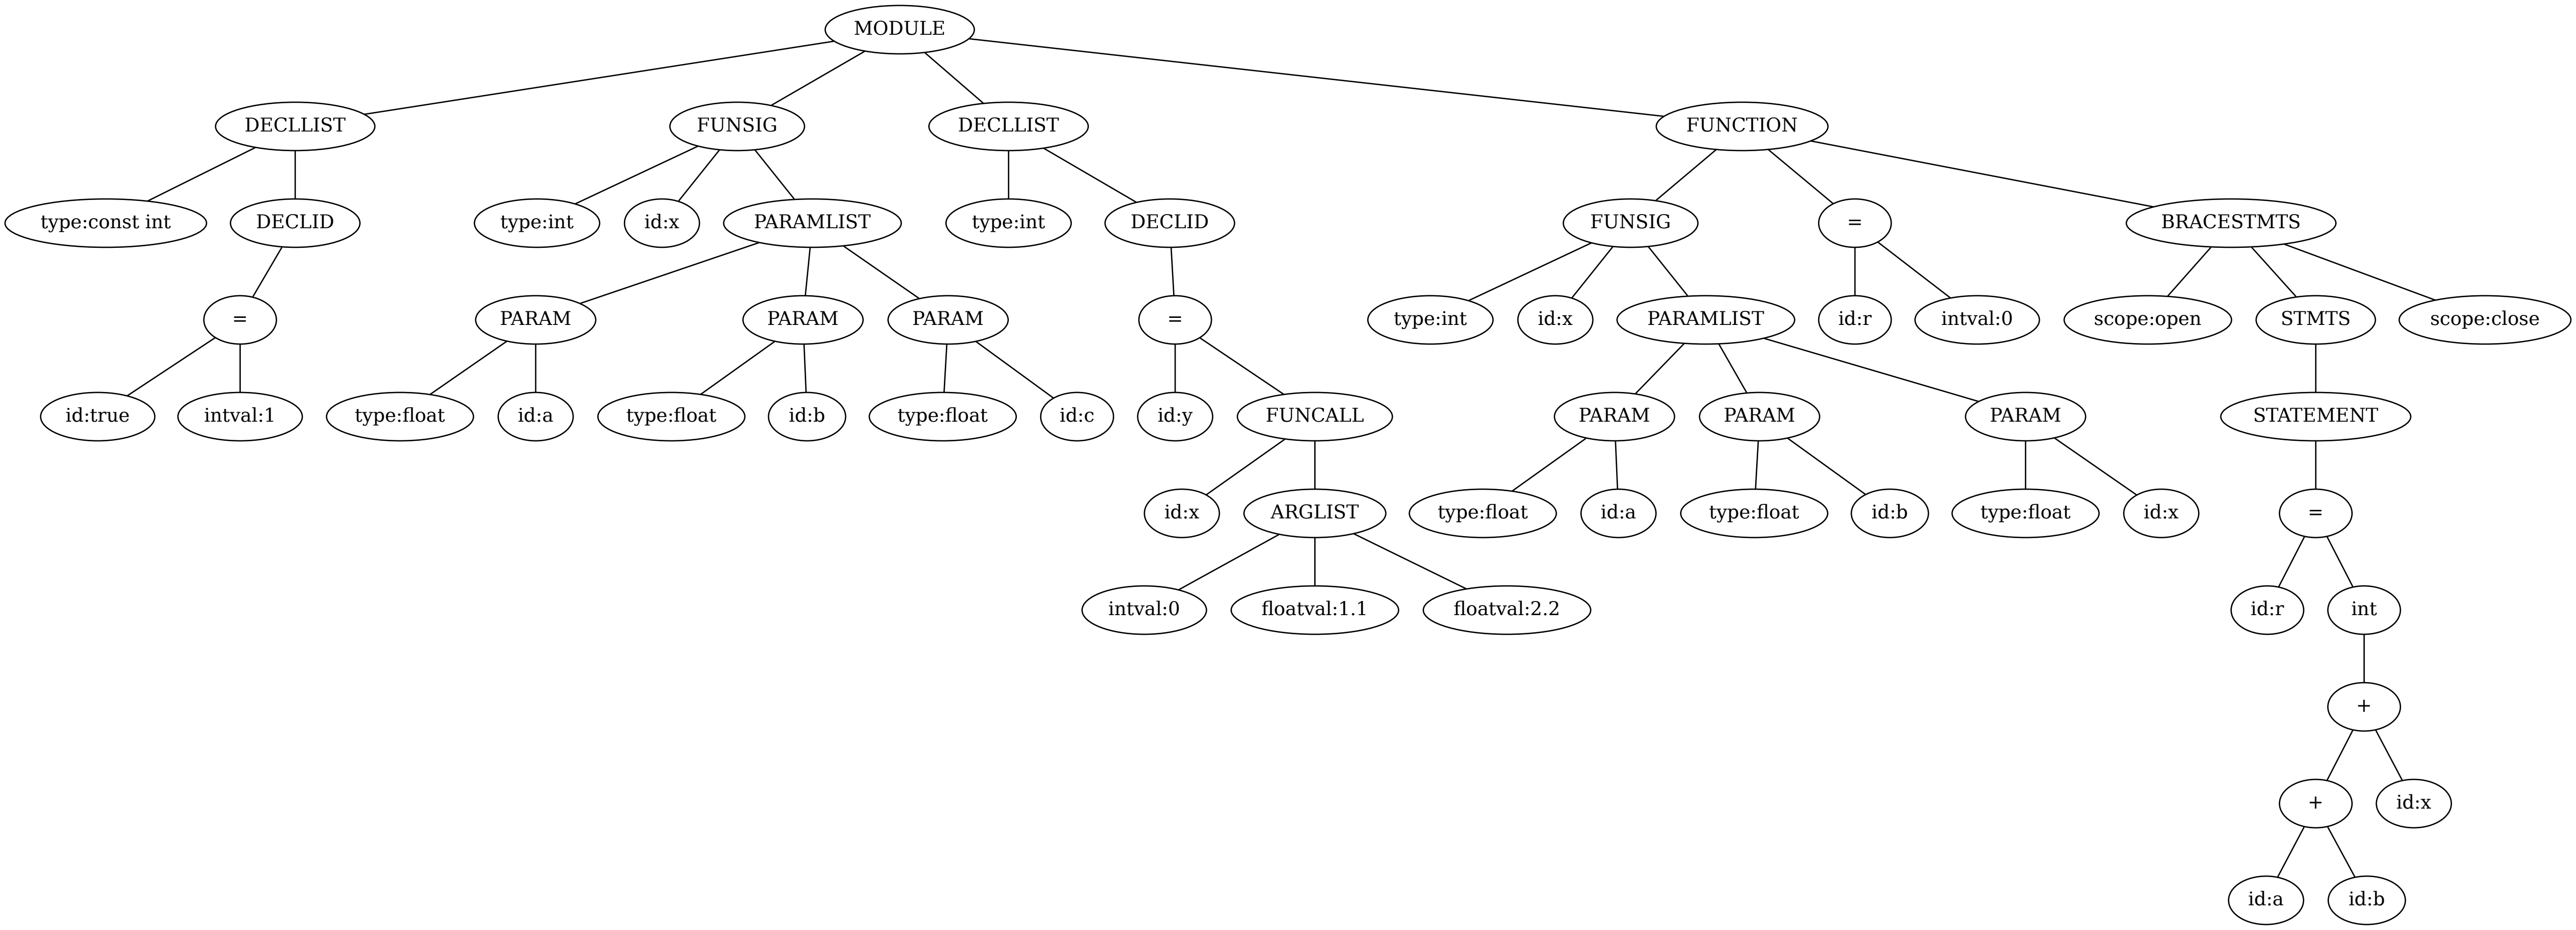 MODULE
DECLLIST FUNSIG DECLLIST FUNCTION
type:const int DECLID type:int id:x PARAMLIST type:int DECLID FUNSIG = BRACESTMTS
= PARAM PARAM PARAM = type:int id:x PARAMLIST id:r intval:0 scope:open STMTS scope:close
id:true intval:1 type:float id:a type:float id:b type:float id:c id:y FUNCALL PARAM PARAM PARAM STATEMENT
id:x ARGLIST type:float id:a type:float id:b type:float id:x =
intval:0 floatval:1.1 floatval:2.2 id:r int
+
+ id:x
id:a id:b